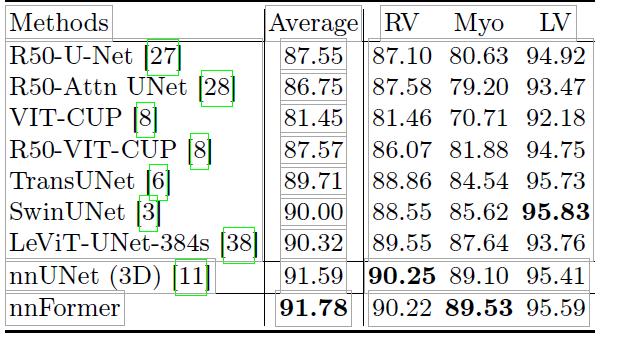 Methods Average RV Myo LV
R50-U-Net [27] 87.55 87.10 80.63 94.92
R50-Attn UNet [28] 86.75 87.58 79.20 93.47
VIT-CUP [8] 81.45 81.46 70.71 92.18
R50-VIT-CUP [8] 87.57 86.07 81.88 94.75
TransUNet [6] 89.71 88.86 84.54 95.73
SwinUNet [3] 90.00 88.55 85.62 95.83
LeViT-UNet-384s [38] 90.32 89.55 87.64 93.76
nnUNet (3D) [11] 91.59 90.25 89.10 95.41
nnFormer 91.78 90.22 89.53 95.59